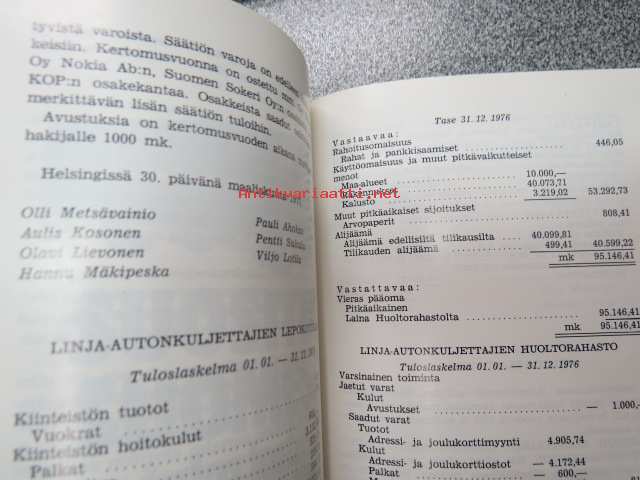 tyvistä varoista. Säätiön varoja on
keisiin. Kertomusvuonna on ostettu mm.
Oy Nokia Ab:n, Suomen Sokeri Oy:n
KOP:n osakekantaa. Osakkeista saadut
merkittävän lisän säätiön tuloihin.
Avustuksia on kertomusvuoden aikana
hakijalle 1000 mk.
Helsingissä 30. päivänä
Olli Metsävainio
Aulis Kosonen
Olavi Lievonen
Hannu Mäkipeska
Pauli
Pentti
Viljo
LINJA-AUTONKULJETTAJIEN
Tuloslaskelma 01. 01. — 31. 12.
Kiinteistön tuotot
Vuokrat
Kiinteistön hoitokulut
Palkat
Tase 31. 12. 1976
Vastaavaa:
Rahoitusomaisuus
Rahat ja pankkisaamiset 446,05
Käyttöomaisuus ja muut pitkävaikutteiset
menot
Maa-alueet 10.000,—
40.073,71
Kalusto 3.219,02 53.292,73
Muut pitkäaikaiset sijoitukset
Arvopaperit 808,41
Alijäämä
Alijäämä edellisiltä tilikausilta 40.099,81
Tilikauden alijäämä 499,41 40.599,22
mk 95.146,41
Vastattavaa:
Vieras pääoma
Pitkäaikainen
Laina Huoltorahastolta 95.146,41
mk 95.146,41
LINJA-AUTONKULJETTAJIEN HUOLTORAHASTO
Tuloslaskelma 01. 01. — 31. 12. 1976
Varsinainen toiminta
Jaetut varat
Kulut
Avustukset — 1.000,
Saadut varat
Tuotot
Adressi- ja joulukorttimyynti 4.905,74
Kulut
Adressi- ja joulukorttiostot — 4.172,44
Palkat — 600,—